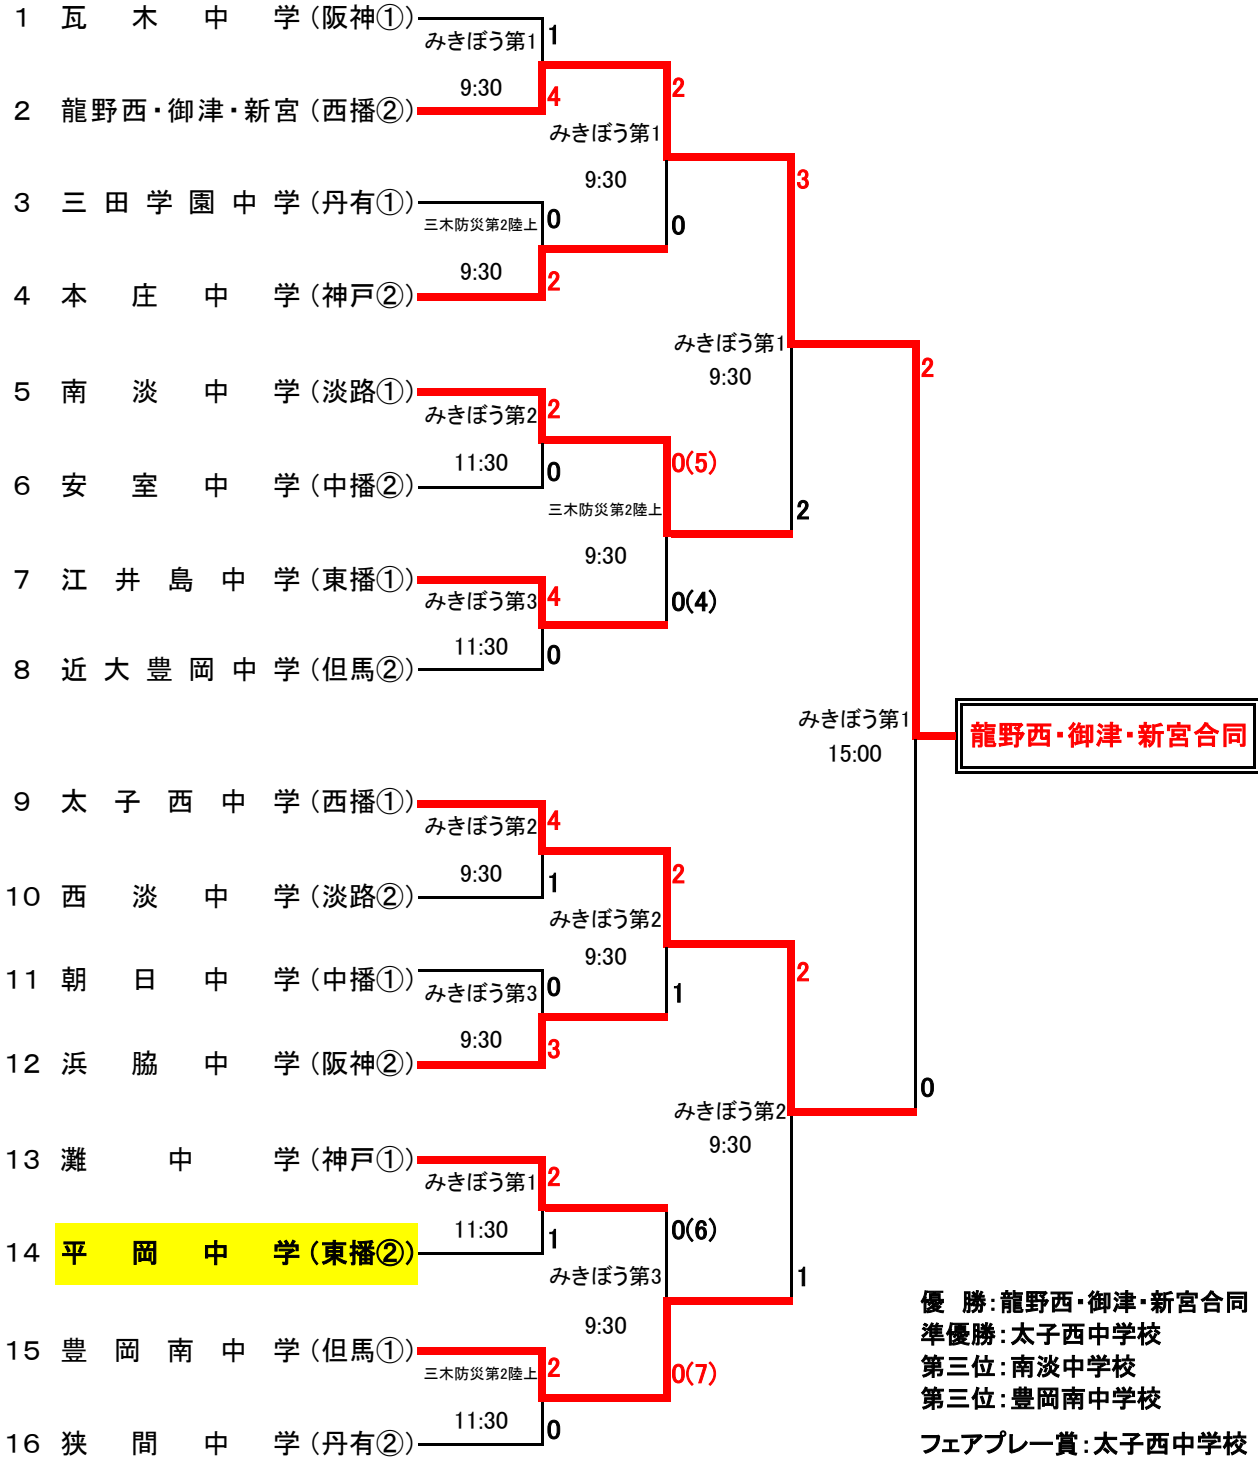 1 瓦木中学(阪神①)
みきぼう第1
9:30
1
4
2 龍野西・御津・新宮(西播②)
みきぼう第1
9:30
2
0
3 三田学園中学(丹有①)
三木防災第2陸上
9:30
0
2
4 本庄中学(神戸②)
みきぼう第1
9:30
3
2
5 南淡中学(淡路①)
みきぼう第2
11:30
2
0
6 安室中学(中播②)
三木防災第2陸上
9:30
0(5)
0(4)
7 江井島中学(東播①)
みきぼう第3
11:30
4
0
8 近大豊岡中学(但馬②)
みきぼう第1
15:00
2
0
龍野西・御津・新宮合同
9 太子西中学(西播①)
みきぼう第2
9:30
4
1
10 西淡中学(淡路②)
みきぼう第2
9:30
2
1
11 朝日中学(中播①)
みきぼう第3
9:30
0
3
12 浜脇中学(阪神②)
みきぼう第2
9:30
2
1
13 灘中学(神戸①)
みきぼう第1
11:30
2
1
14 平岡中学(東播②)
みきぼう第3
9:30
0(6)
0(7)
15 豊岡南中学(但馬①)
三木防災第2陸上
11:30
2
0
16 狭間中学(丹有②)
優 勝:龍野西・御津・新宮合同
準優勝:太子西中学校
第三位:南淡中学校
第三位:豊岡南中学校
フェアプレー賞:太子西中学校